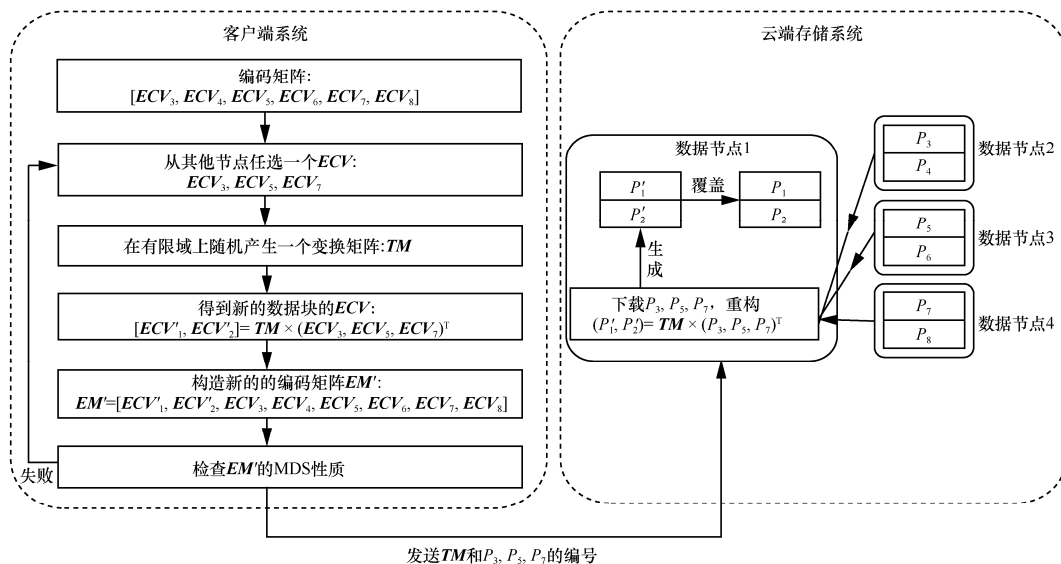 客户端系统
编码矩阵:
[ECV₃, ECV₄, ECV₅, ECV₆, ECV₇, ECV₈]
从其他节点任选一个ECV:
ECV₃, ECV₅, ECV₇
在有限域上随机产生一个变换矩阵:TM
得到新的数据块的ECV:
[ECV'₁, ECV'₂]= TM × (ECV₃, ECV₅, ECV₇)ᵀ
构造新的的编码矩阵EM':
EM'=[ECV'₁, ECV'₂, ECV₃, ECV₄, ECV₅, ECV₆, ECV₇, ECV₈]
检查EM'的MDS性质
失败
发送TM和P₃, P₅, P₇的编号
云端存储系统
数据节点1
P'₁
P'₂
覆盖
P₁
P₂
生成
下载P₃, P₅, P₇，重构
(P'₁, P'₂)= TM × (P₃, P₅, P₇)ᵀ
P₃
P₄
数据节点2
P₅
P₆
数据节点3
P₇
P₈
数据节点4